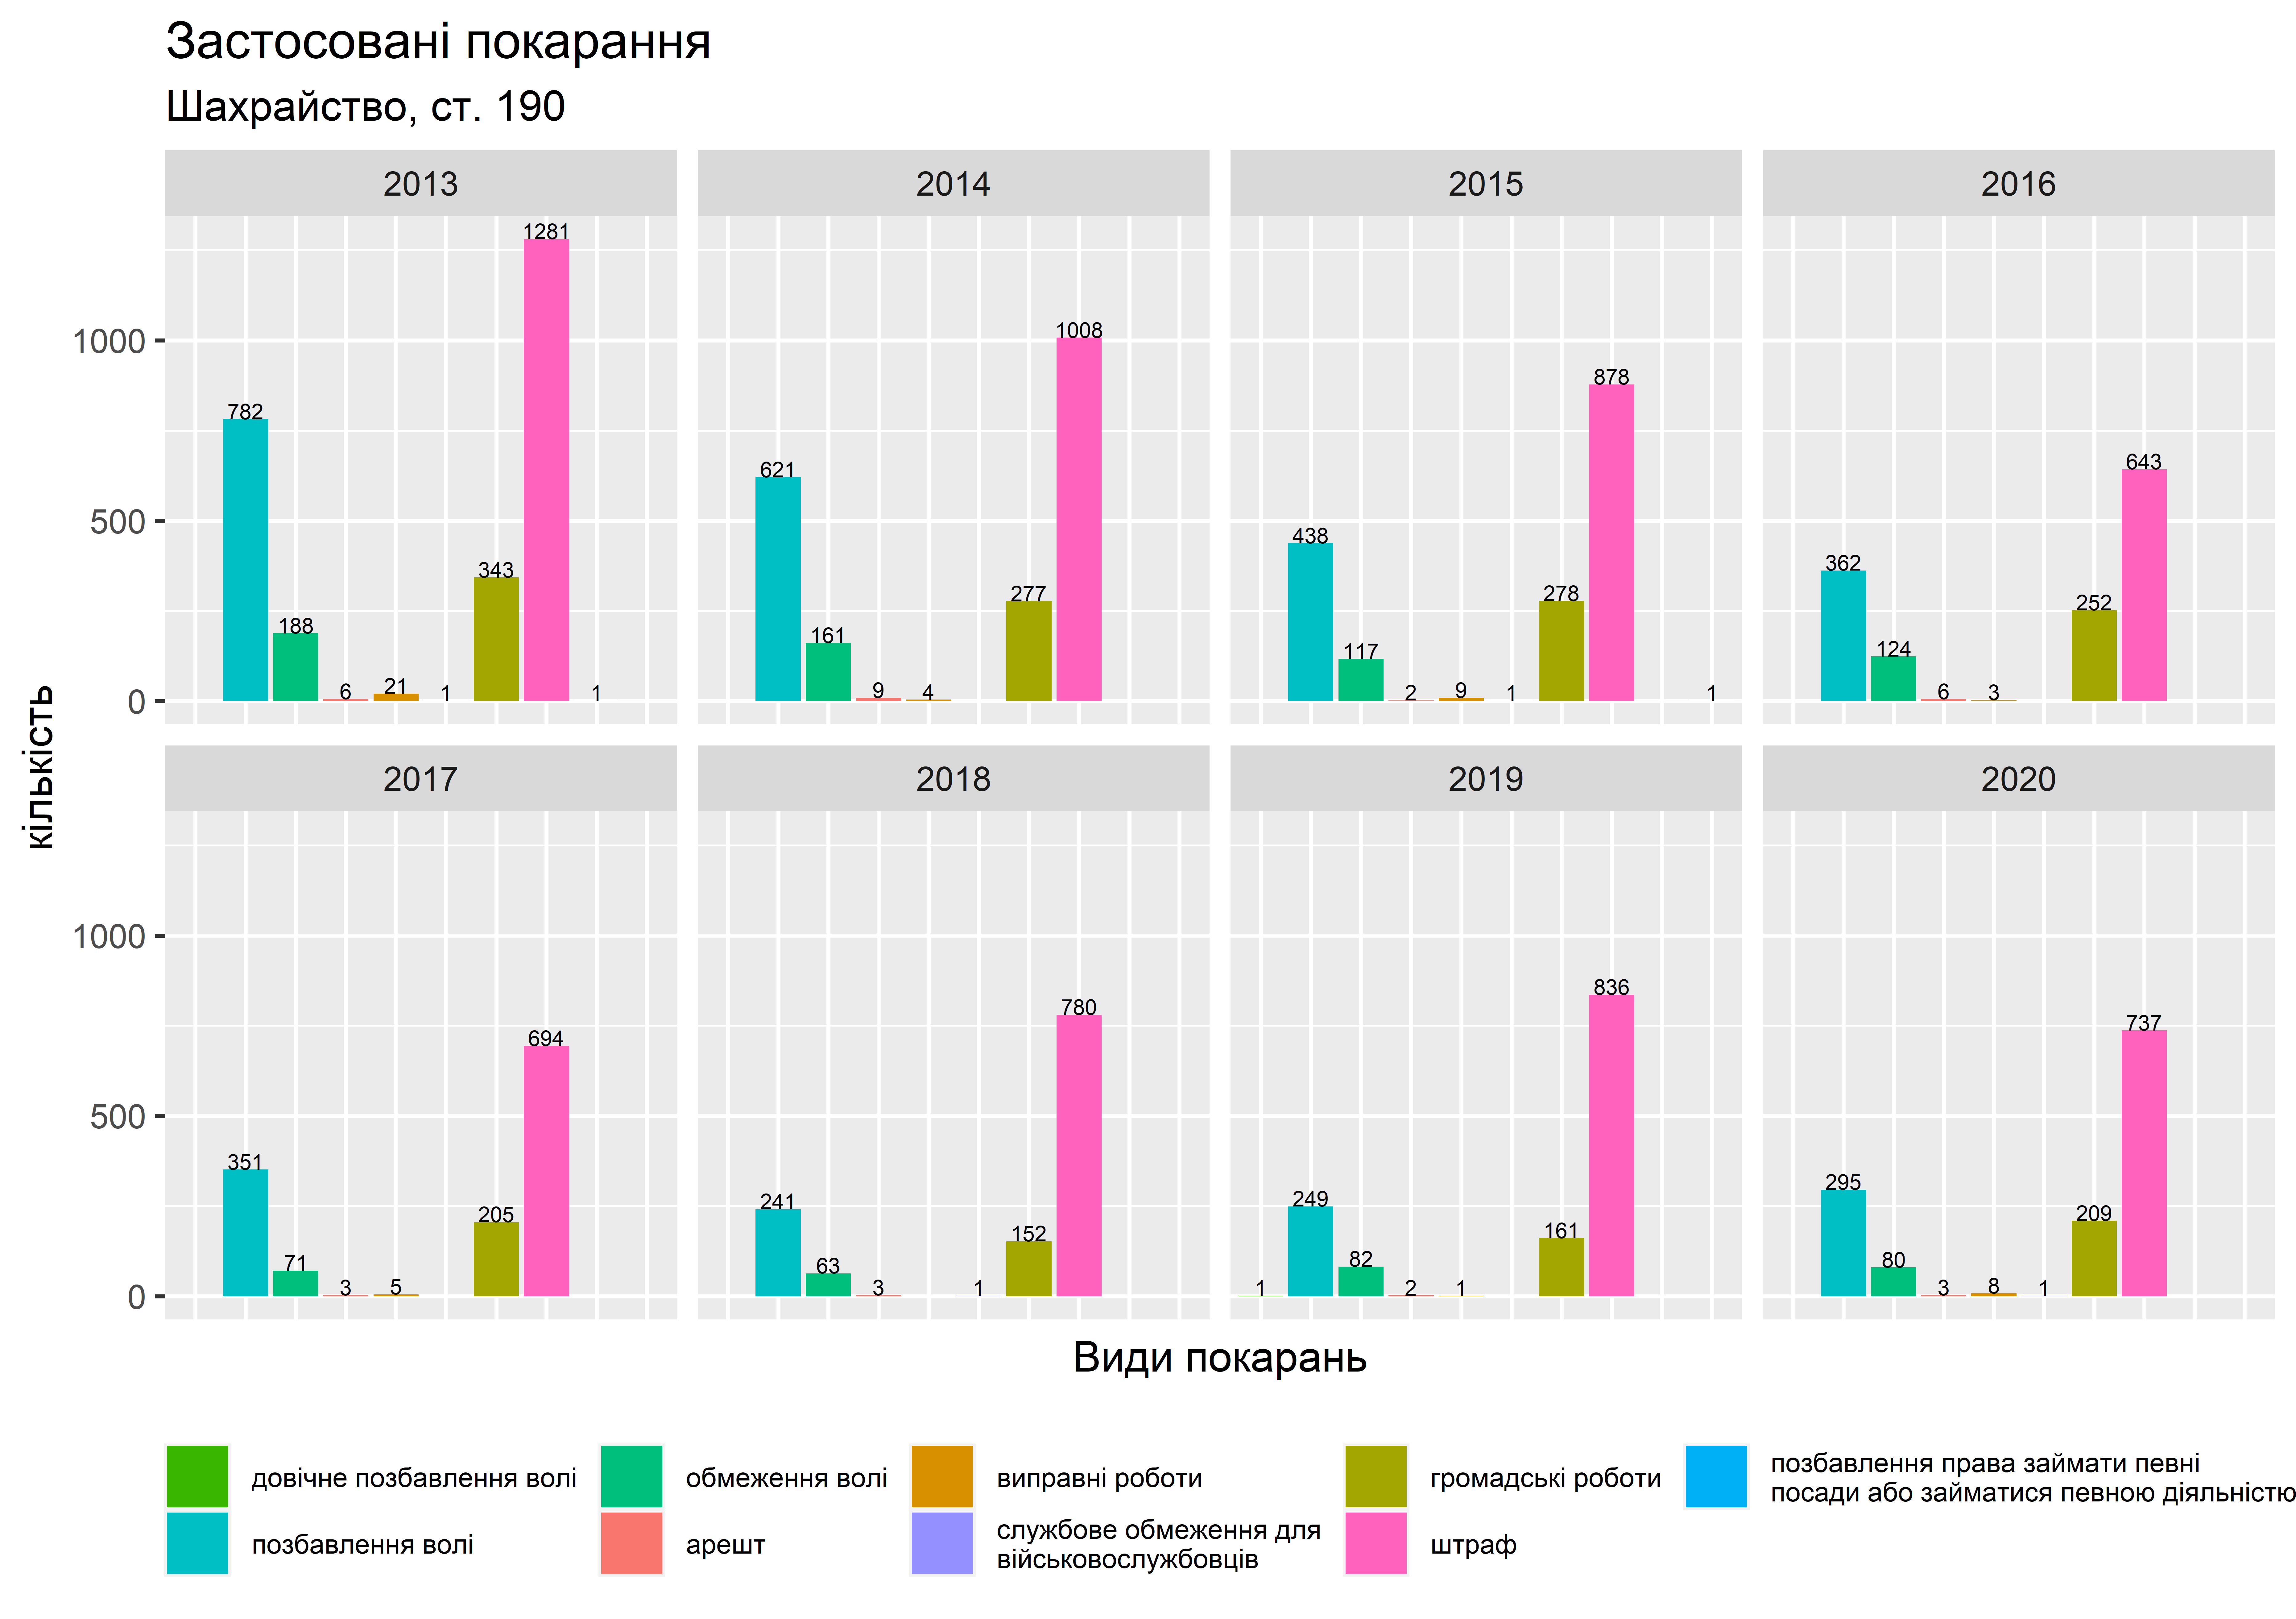 Застосовані покарання
Шахрайство, ст. 190
2013 2014 2015 2016
1281
1008
1000
878
782
643
621
500
438
362
343
277
278
252
188
161
117
124
6 21 1 1
9 4
2 9 1 1
6 3
0
кількість
2017 2018 2019 2020
1000
836
780
737
694
500
351
295
241
249
205
152
161
209
71
63
82
80
3 5
3 1
1 2 1
3 8 1
0
Види покарань
довічне позбавлення волі
позбавлення волі
обмеження волі
арешт
виправні роботи
службове обмеження для
військовослужбовців
громадські роботи
штраф
позбавлення права займати певні
посади або займатися певною діяльністю